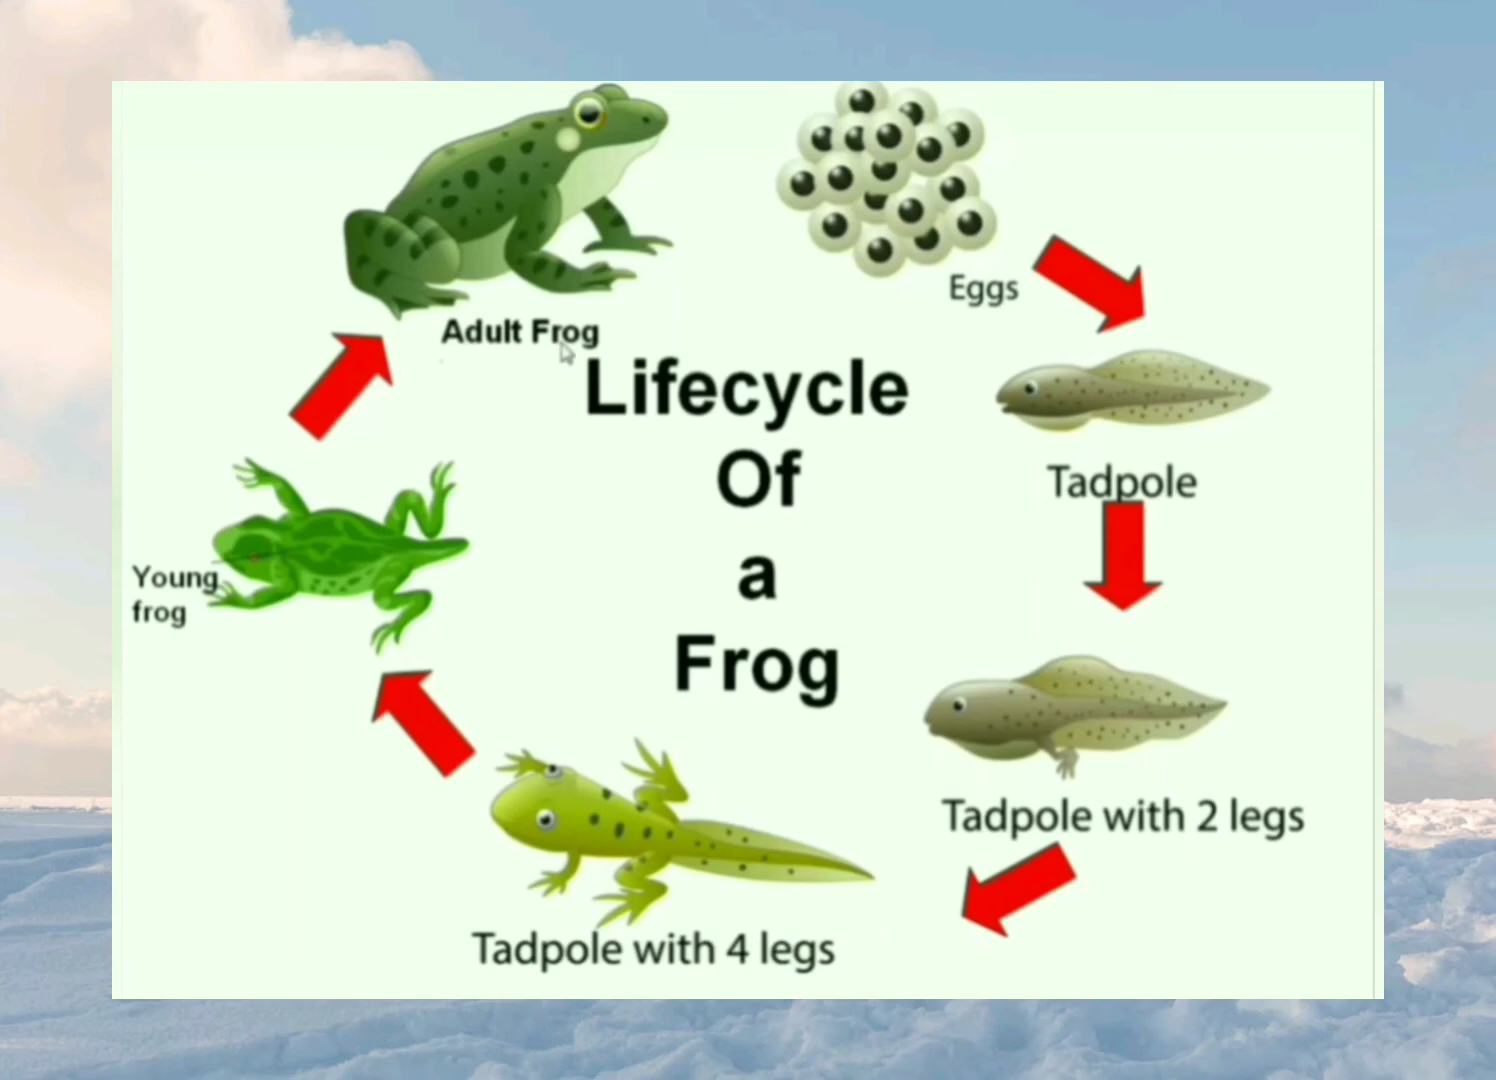 Adult Frog
Eggs
Lifecycle
Of
a
Frog
Tadpole
Young
frog
Tadpole with 2 legs
Tadpole with 4 legs